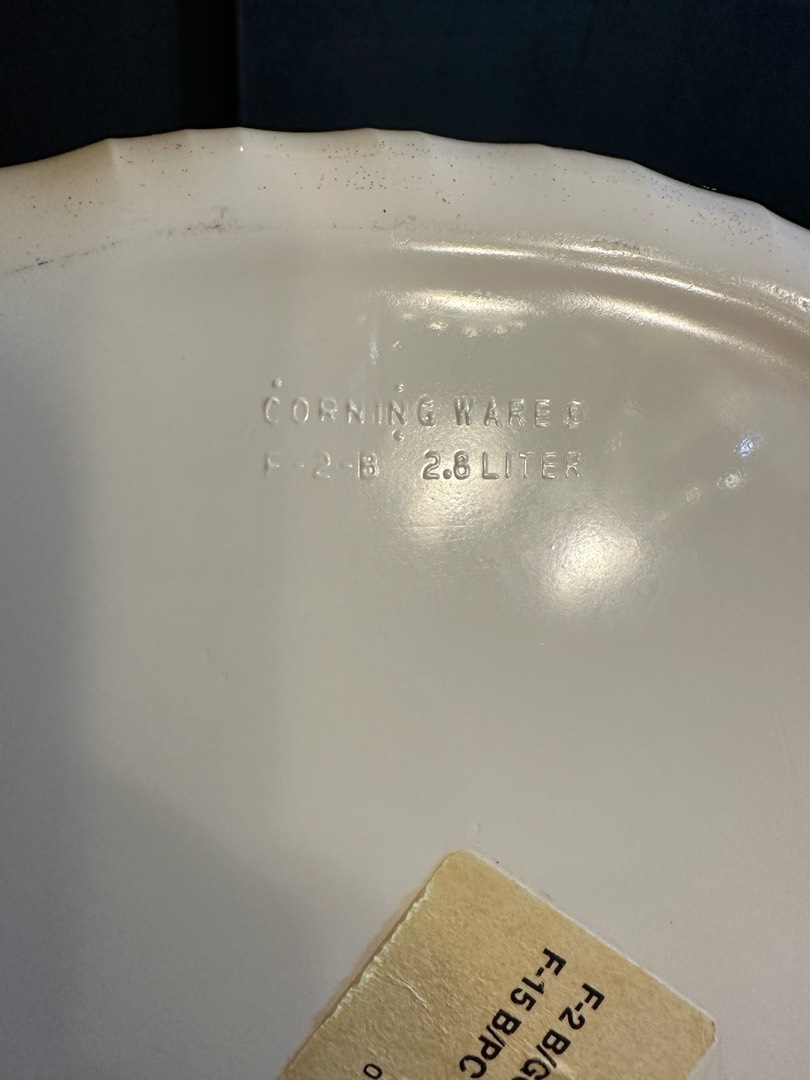 CORNING WARE ®
F-2-B 2.8 LITER
F-2 B/G
F-15 B/PC